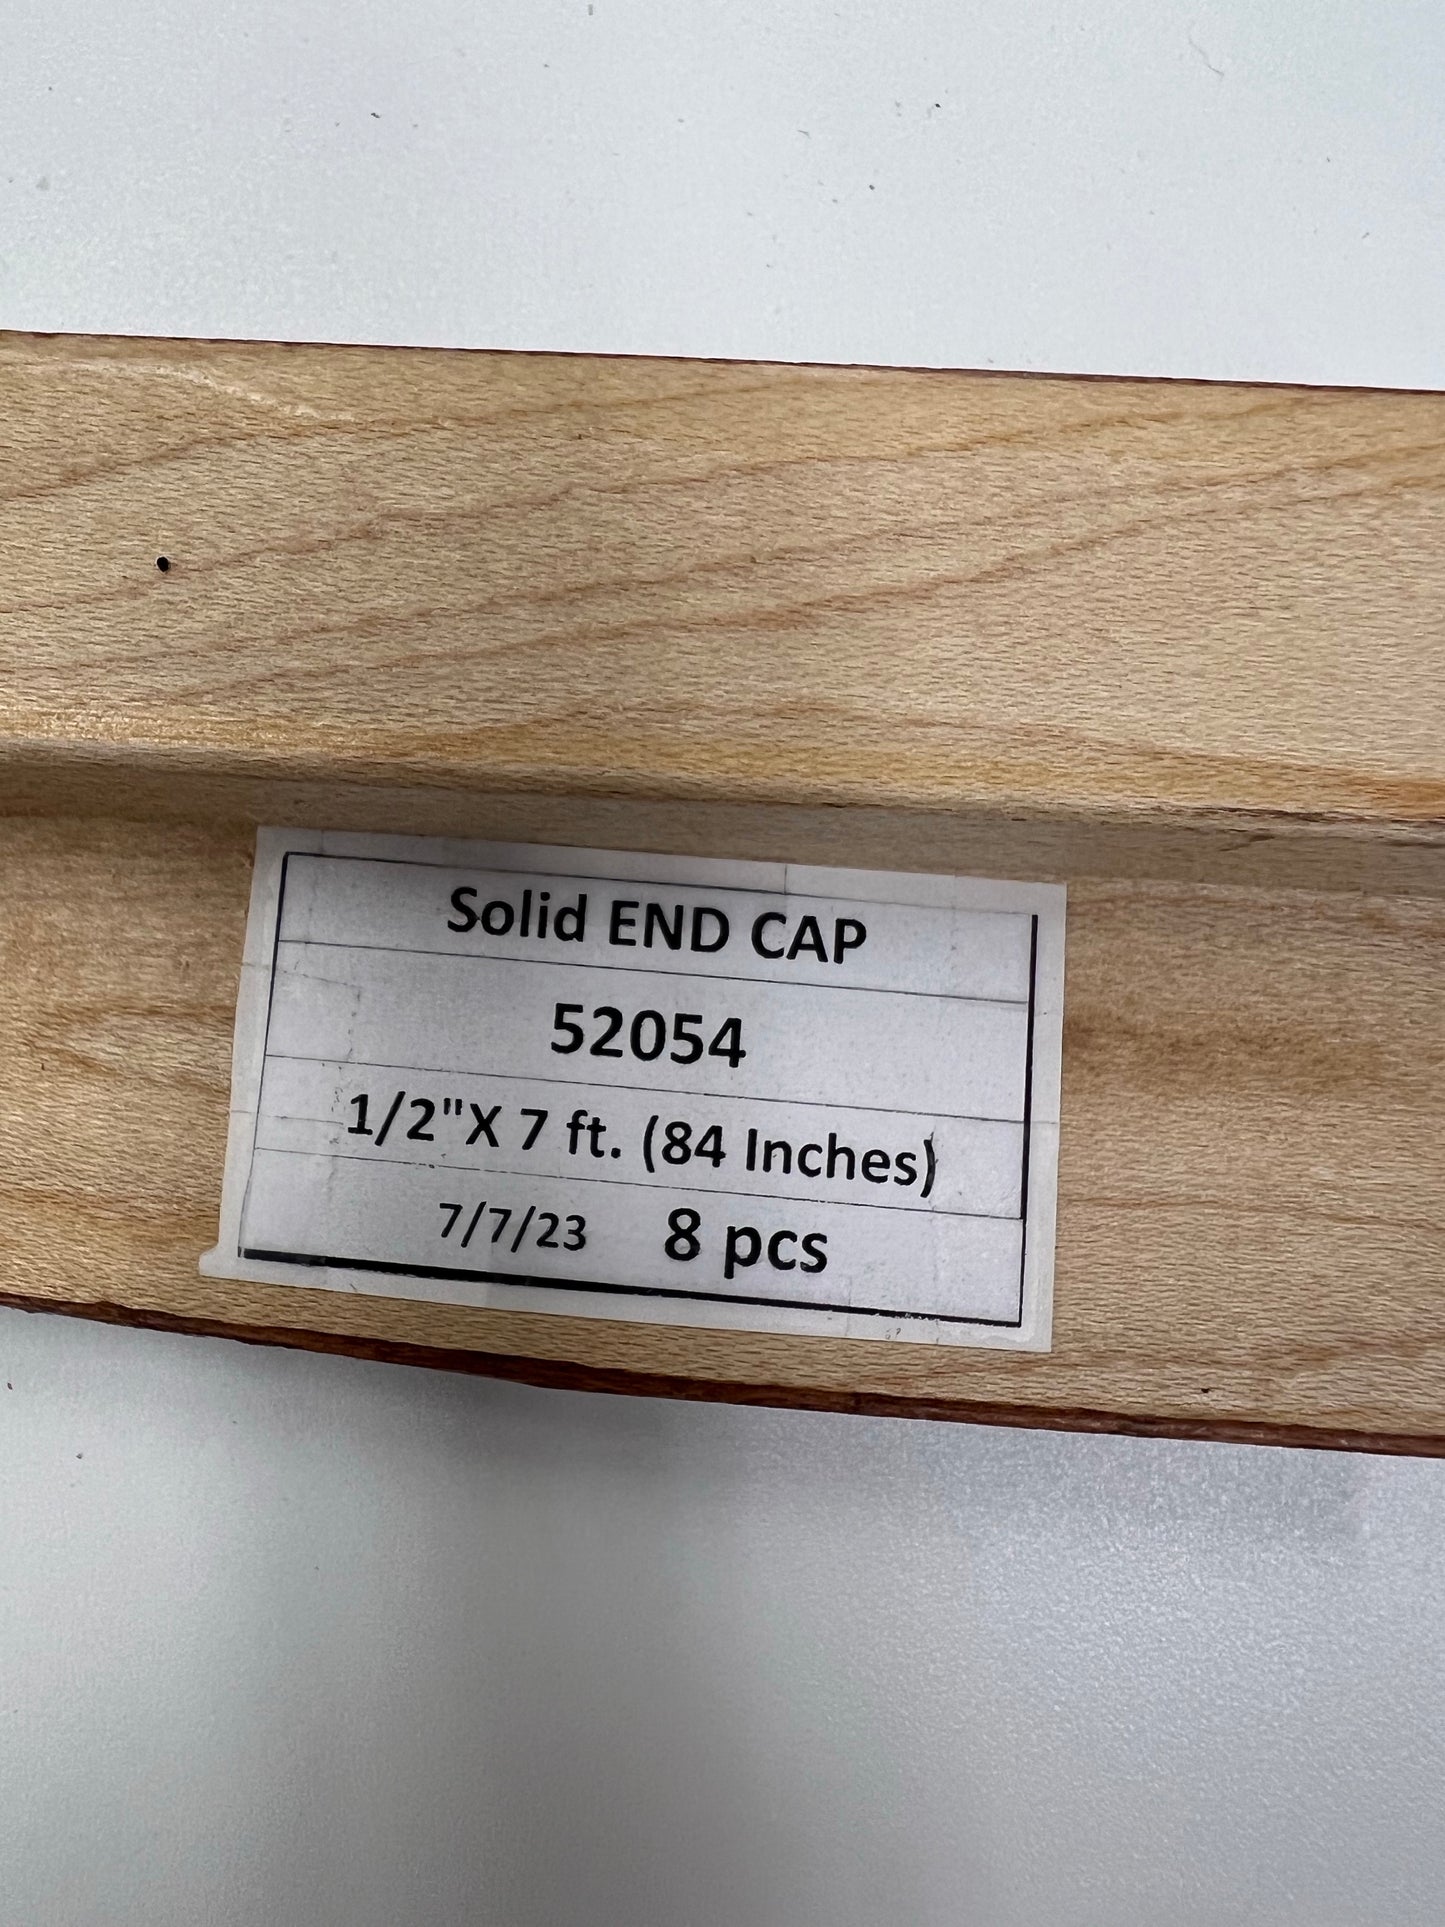 Solid END CAP
52054
1/2"X 7 ft. (84 Inches)
7/7/23 8 pcs